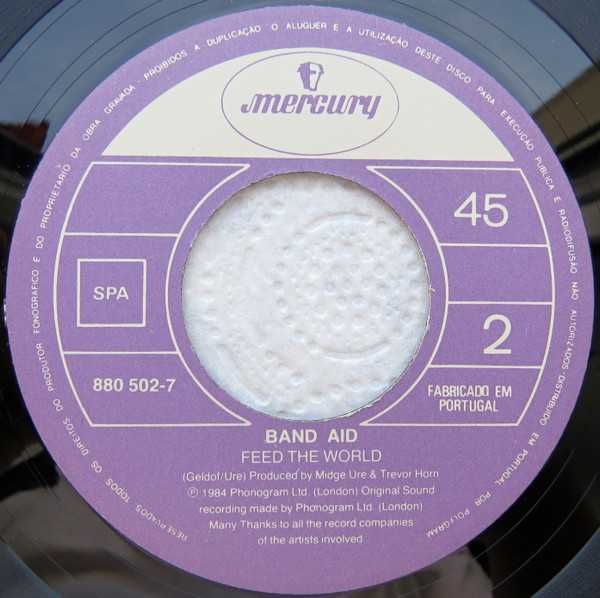 RESERVADOS TODOS OS DIREITOS DO PRODUTOR FONOGRAFICO E DO PROPRIETARIO DA OBRA GRAVADA - PROIBIDOS A DUPLICAÇÃO O ALUGUER E A UTILIZAÇÃO DESTE DISCO PARA EXECUÇÃO PUBLICA E RADIODIFUSÃO NÃO AUTORIZADOS · DISTRIBUIDO EM PORTUGAL POR POLYGRAM
mercury
45
SPA
2
880 502-7
FABRICADO EM
PORTUGAL
BAND AID
FEED THE WORLD
(Geldof/Ure) Produced by Midge Ure & Trevor Horn
℗ 1984 Phonogram Ltd. (London) Original Sound
recording made by Phonogram Ltd. (London)
Many Thanks to all the record companies
of the artists involved.